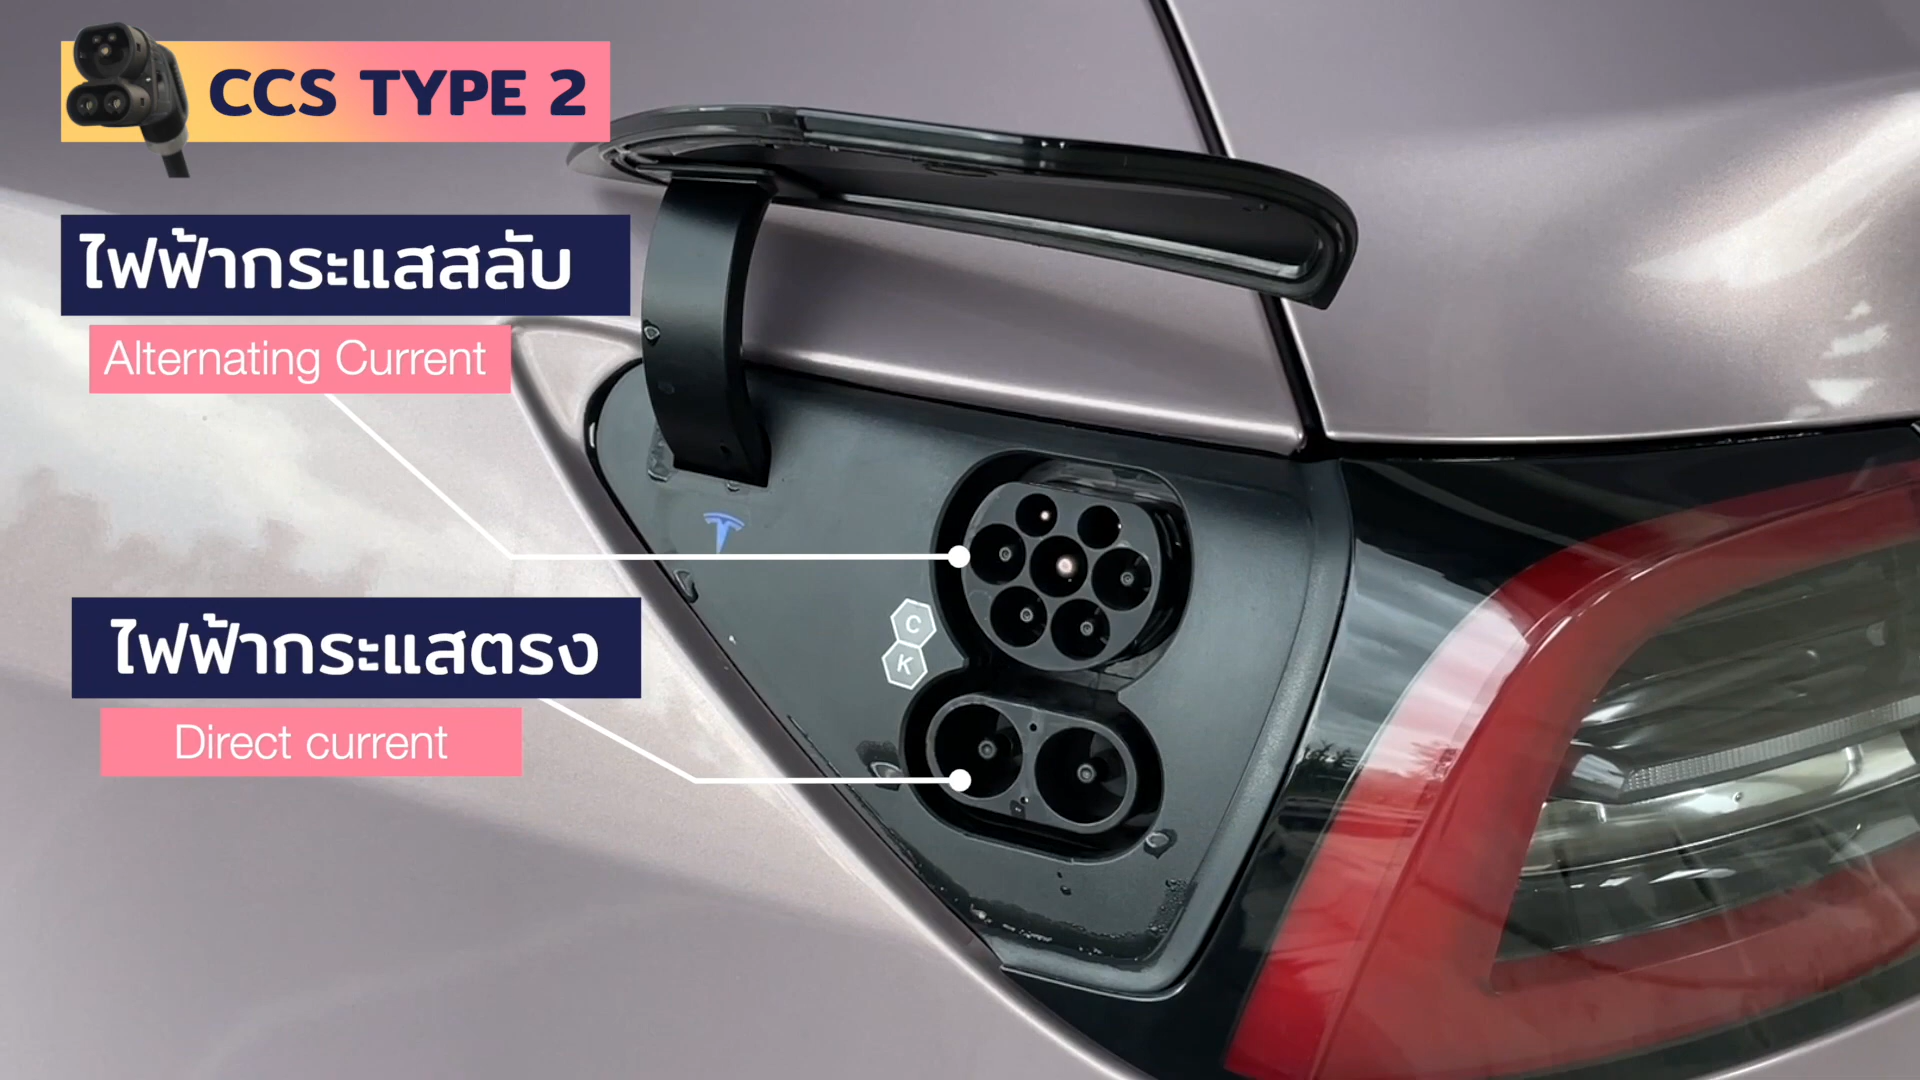 CCS TYPE 2
ไฟฟ้ากระแสสลับ
Alternating Current
C
K
ไฟฟ้ากระแสตรง
Direct current